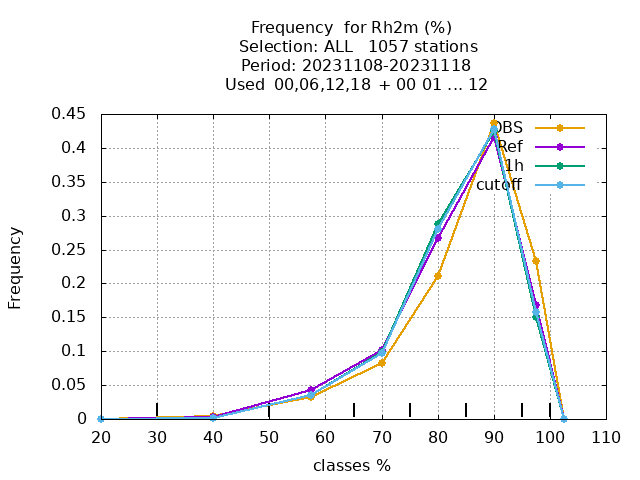 Frequency for Rh2m (%)
Selection: ALL 1057 stations
Period: 20231108-20231118
Used 00,06,12,18 + 00 01 ... 12
0.45
0.4
0.35
0.3
0.25
0.2
0.15
0.1
0.05
0
Frequency
OBS
Ref
1h
cutoff
20 30 40 50 60 70 80 90 100 110
classes %